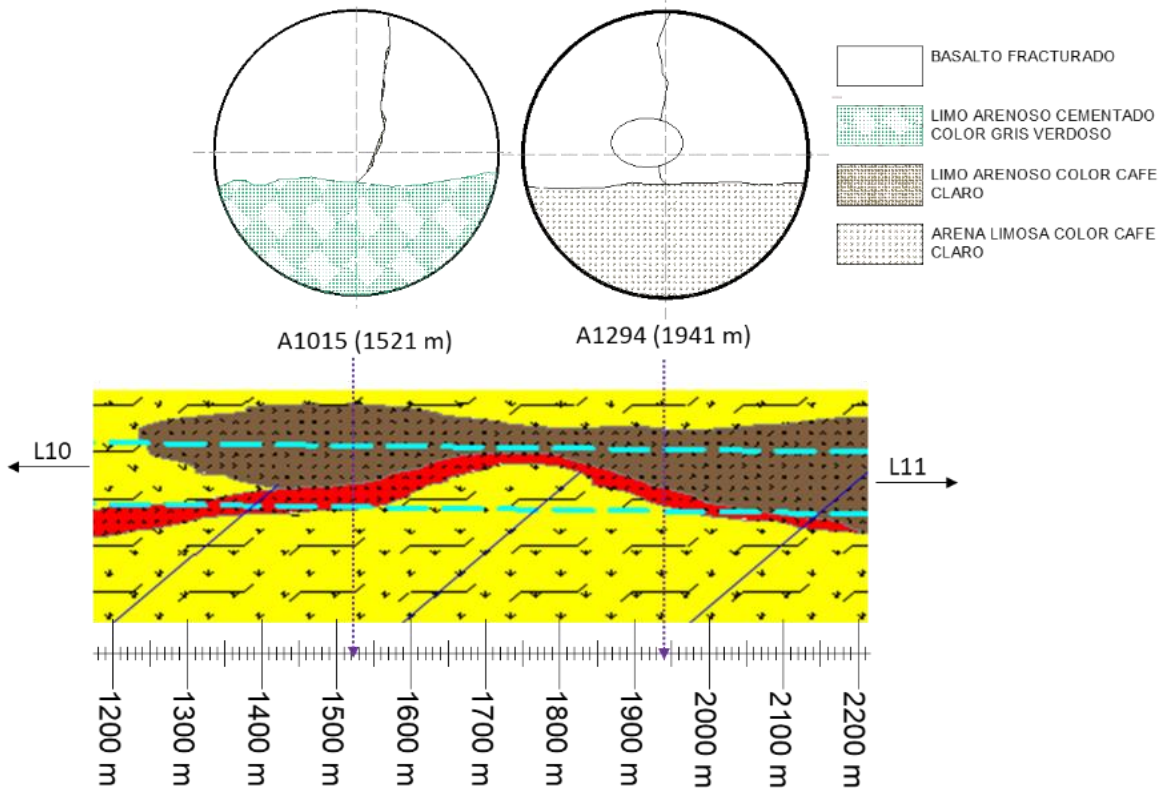 BASALTO FRACTURADO
LIMO ARENOSO CEMENTADO
COLOR GRIS VERDOSO
LIMO ARENOSO COLOR CAFE
CLARO
ARENA LIMOSA COLOR CAFE
CLARO
A1015 (1521 m)
A1294 (1941 m)
L10
L11
1200 m
1300 m
1400 m
1500 m
1600 m
1700 m
1800 m
1900 m
2000 m
2100 m
2200 m